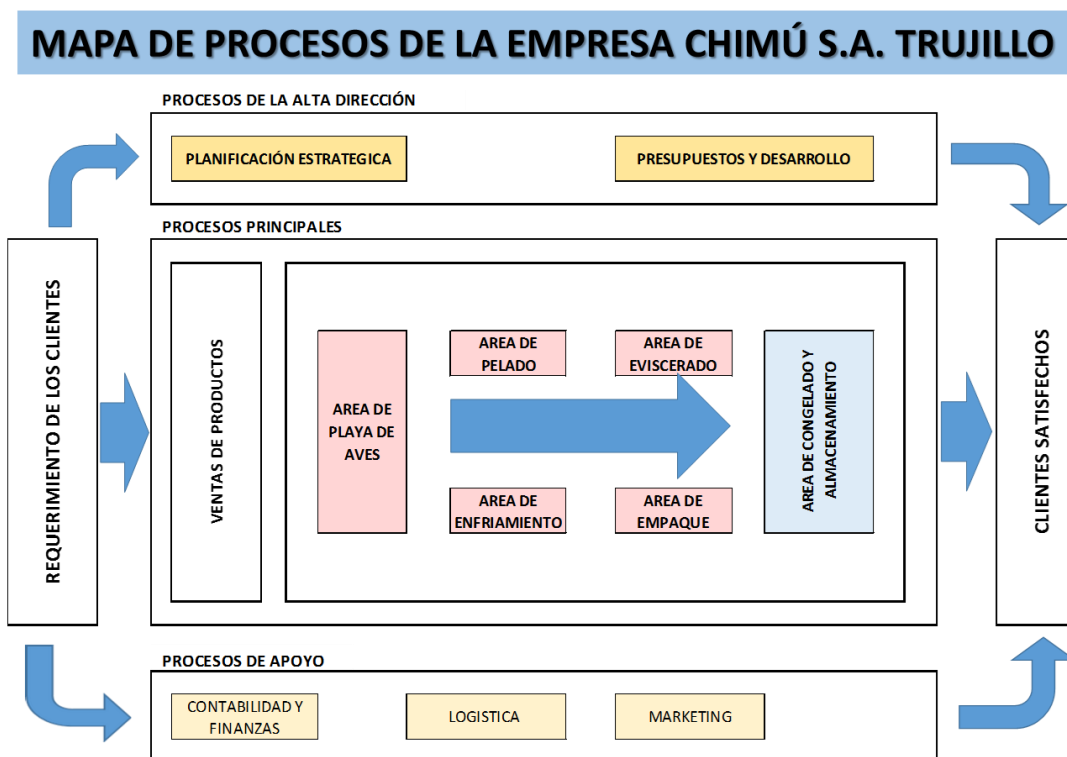 MAPA DE PROCESOS DE LA EMPRESA CHIMÚ S.A. TRUJILLO
PROCESOS DE LA ALTA DIRECCIÓN
PLANIFICACIÓN ESTRATEGICA
PRESUPUESTOS Y DESARROLLO
PROCESOS PRINCIPALES
REQUERIMIENTO DE LOS CLIENTES
VENTAS DE PRODUCTOS
AREA DE
PLAYA DE
AVES
AREA DE
PELADO
AREA DE
EVISCERADO
AREA DE
ENFRIAMIENTO
AREA DE
EMPAQUE
AREA DE CONGELADO Y
ALMACENAMIENTO
CLIENTES SATISFECHOS
PROCESOS DE APOYO
CONTABILIDAD Y
FINANZAS
LOGISTICA
MARKETING